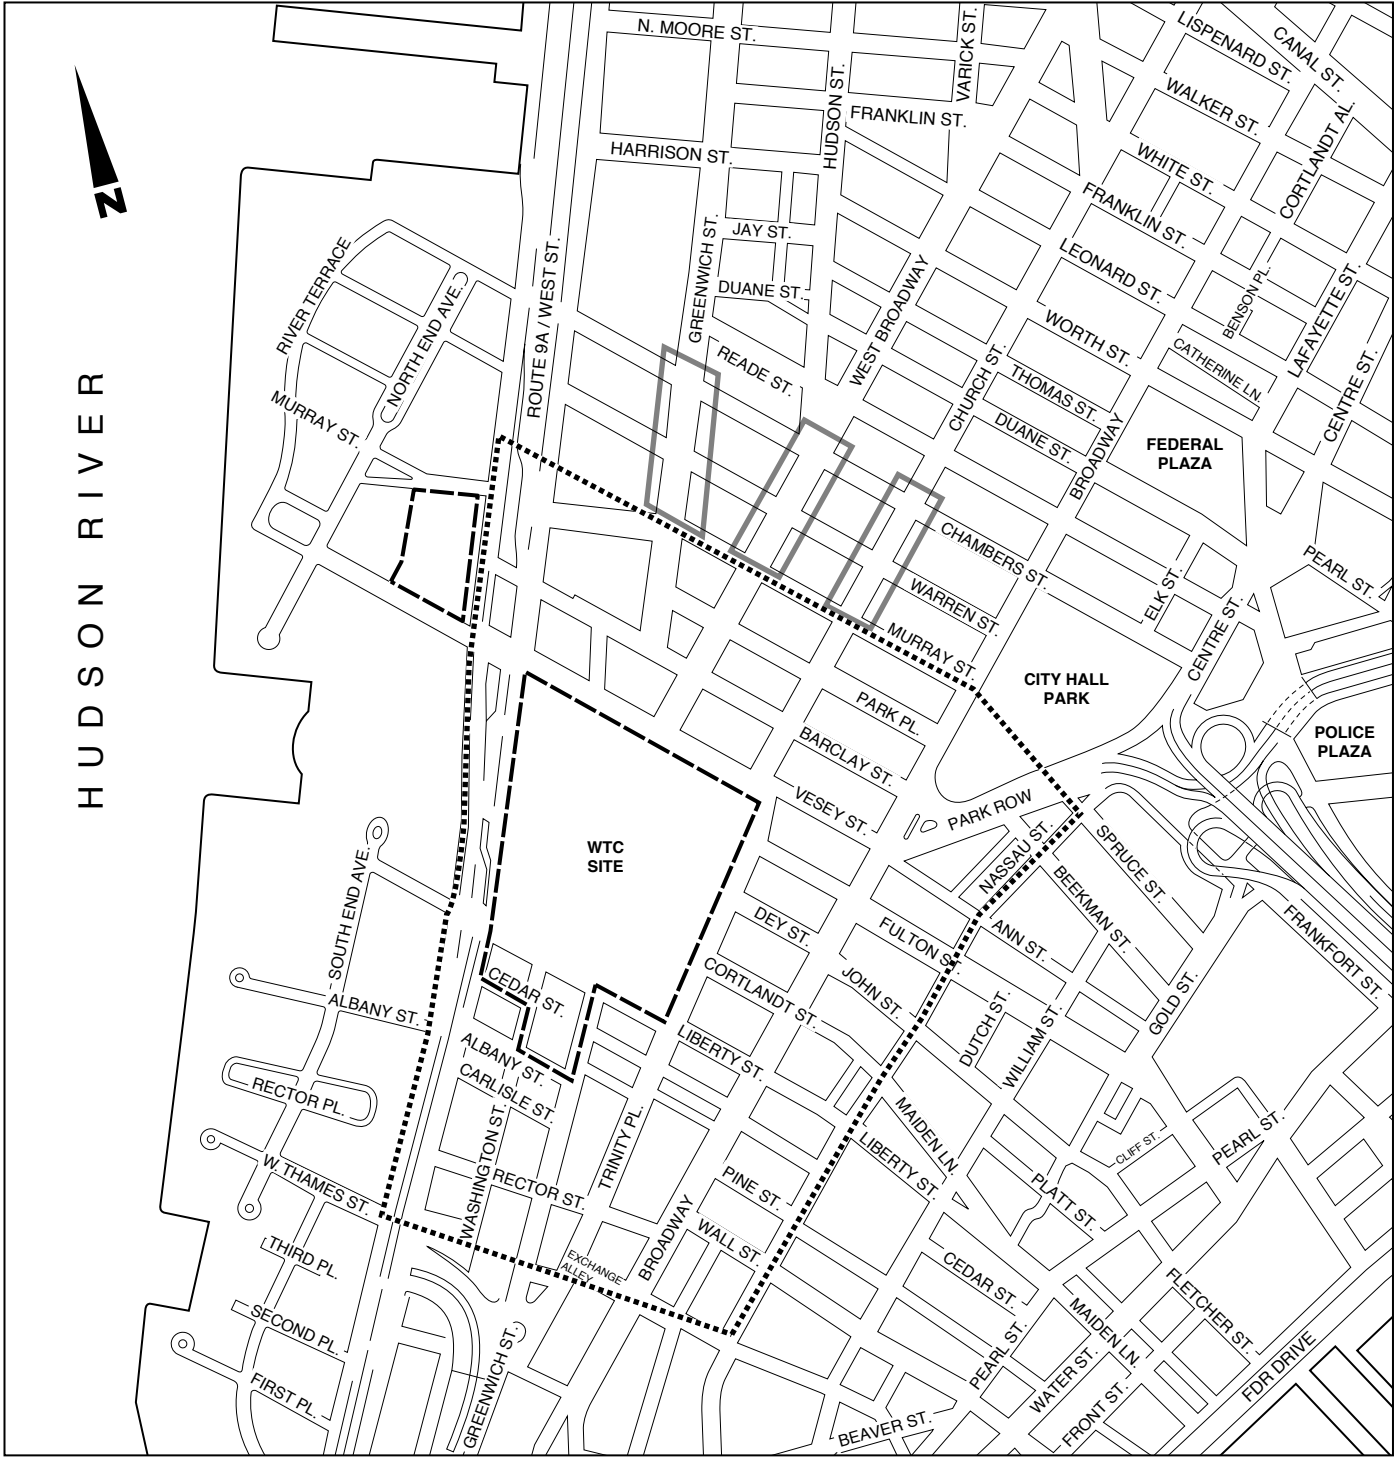 N. MOORE ST.
VARICK ST.
LISPENARD ST.
CANAL ST.
HUDSON ST.
FRANKLIN ST.
WALKER ST.
CORTLANDT AL.
HARRISON ST.
WHITE ST.
FRANKLIN ST.
N
JAY ST.
GREENWICH ST.
LEONARD ST.
RIVER TERRACE
ROUTE 9A / WEST ST.
DUANE ST.
WEST BROADWAY
BENSON PL.
LAFAYETTE ST.
NORTH END AVE.
WORTH ST.
READE ST.
CHURCH ST.
THOMAS ST.
CATHERINE LN.
CENTRE ST.
MURRAY ST.
DUANE ST.
BROADWAY
FEDERAL
PLAZA
HUDSON RIVER
CHAMBERS ST.
PEARL ST.
WARREN ST.
ELK ST.
MURRAY ST.
CENTRE ST.
CITY HALL
PARK
PARK PL.
POLICE
PLAZA
BARCLAY ST.
VESEY ST.
PARK ROW
WTC
SITE
NASSAU ST.
SPRUCE ST.
BEEKMAN ST.
SOUTH END AVE.
DEY ST.
FULTON ST.
ANN ST.
FRANKFORT ST.
CEDAR ST.
CORTLANDT ST.
JOHN ST.
GOLD ST.
ALBANY ST.
DUTCH ST.
WILLIAM ST.
LIBERTY ST.
ALBANY ST.
CARLISLE ST.
RECTOR PL.
MAIDEN LN.
PEARL ST.
CLIFF ST.
WASHINGTON ST.
TRINITY PL.
LIBERTY ST.
W. THAMES ST.
RECTOR ST.
PINE ST.
PLATT ST.
BROADWAY
WALL ST.
THIRD PL.
EXCHANGE
ALLEY
CEDAR ST.
FLETCHER ST.
SECOND PL.
MAIDEN LN.
GREENWICH ST.
PEARL ST.
WATER ST.
FDR DRIVE
FIRST PL.
FRONT ST.
BEAVER ST.